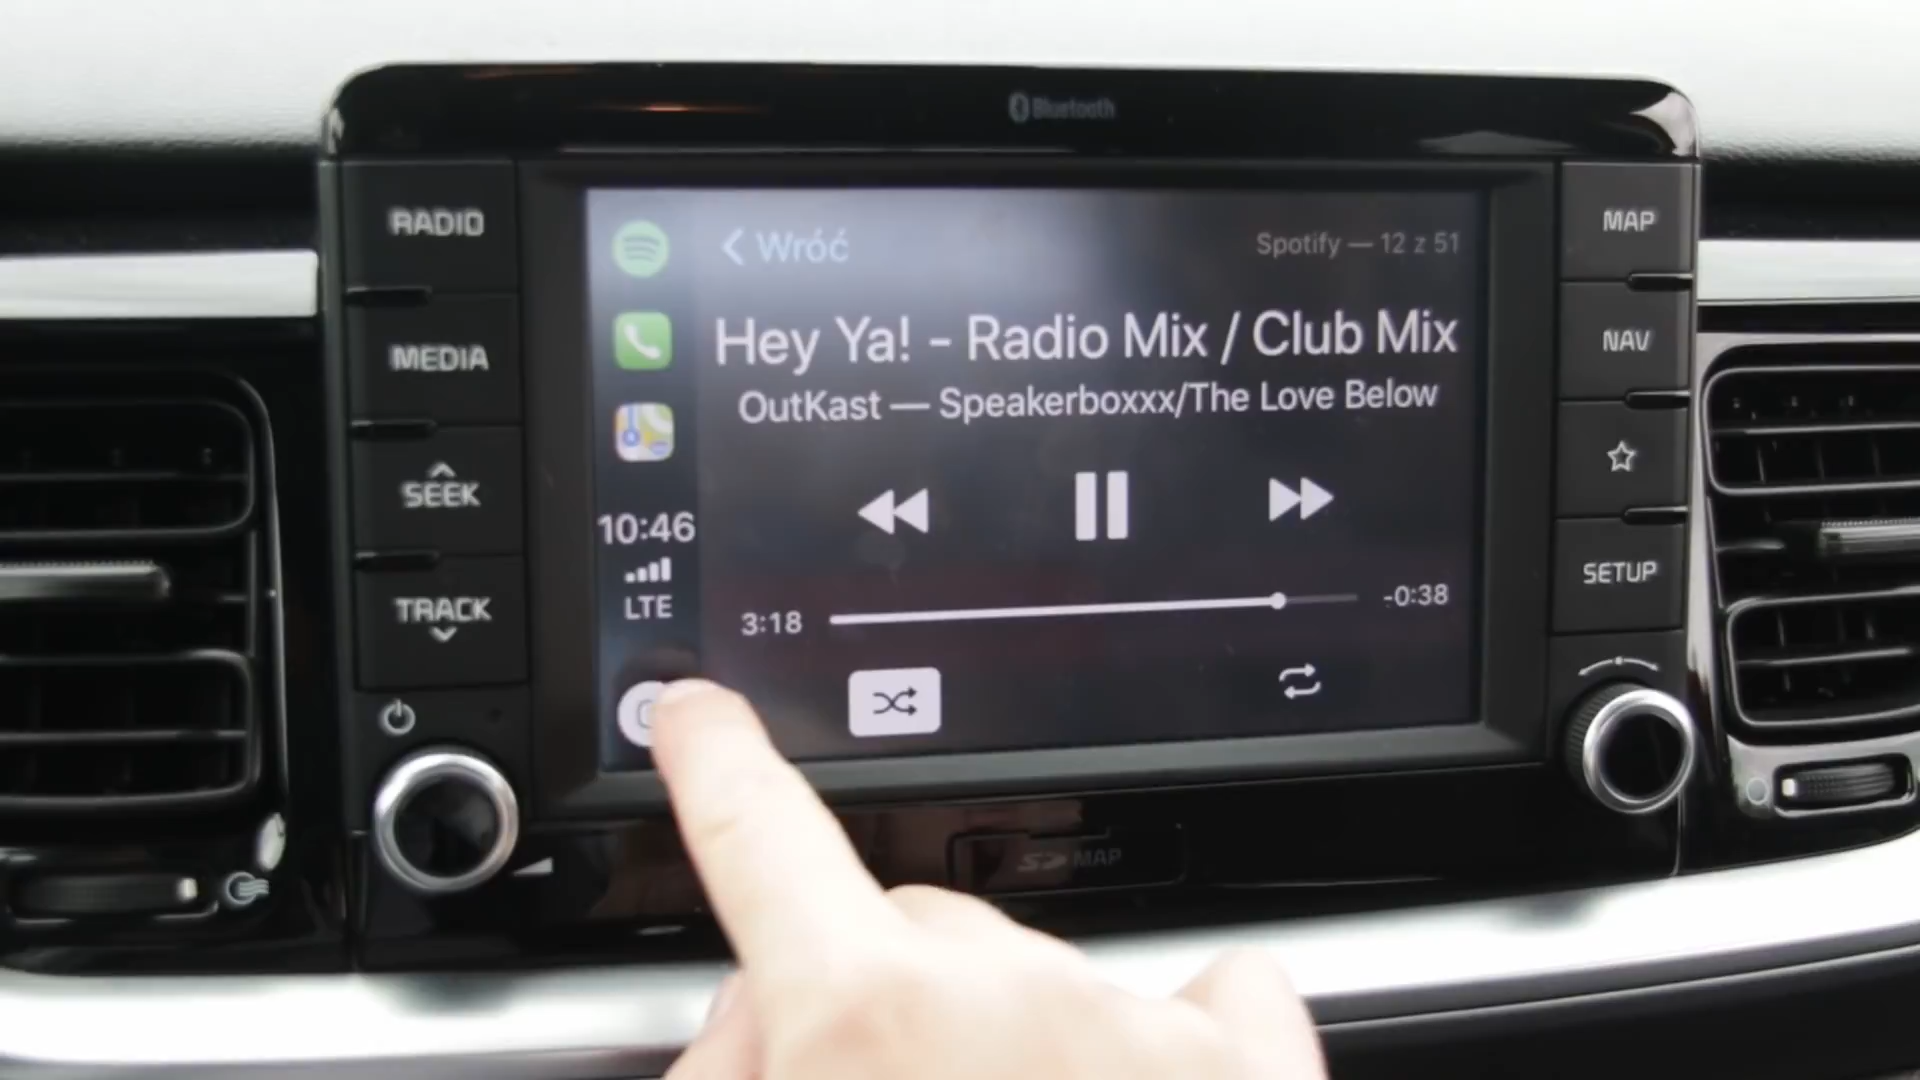 Bluetooth
RADIO
MEDIA
SEEK
TRACK
Wróć
Spotify — 12 z 51
Hey Ya! - Radio Mix / Club Mix
OutKast — Speakerboxxx/The Love Below
10:46
LTE
3:18
-0:38
MAP
NAV
SETUP
SD MAP